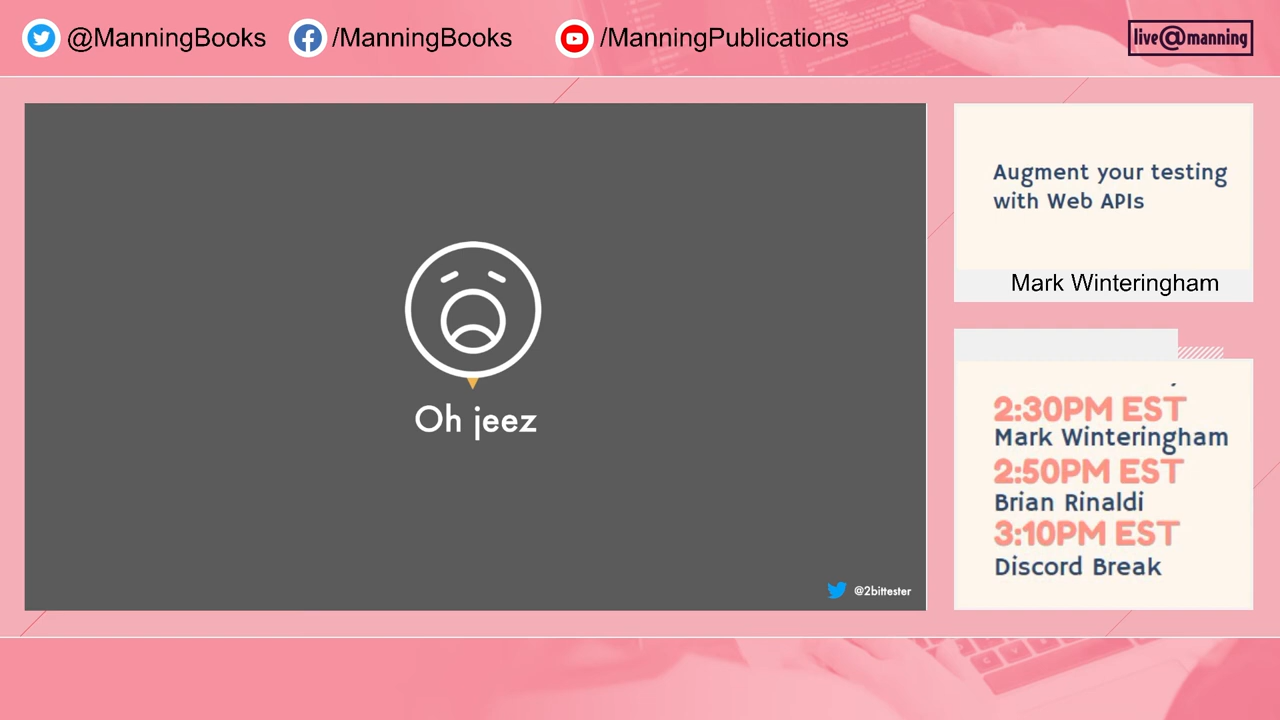 @ManningBooks
/ManningBooks
/ManningPublications
live@manning
Oh jeez
@2bittester
Augment your testing
with Web APIs
Mark Winteringham
2:30PM EST
Mark Winteringham
2:50PM EST
Brian Rinaldi
3:10PM EST
Discord Break